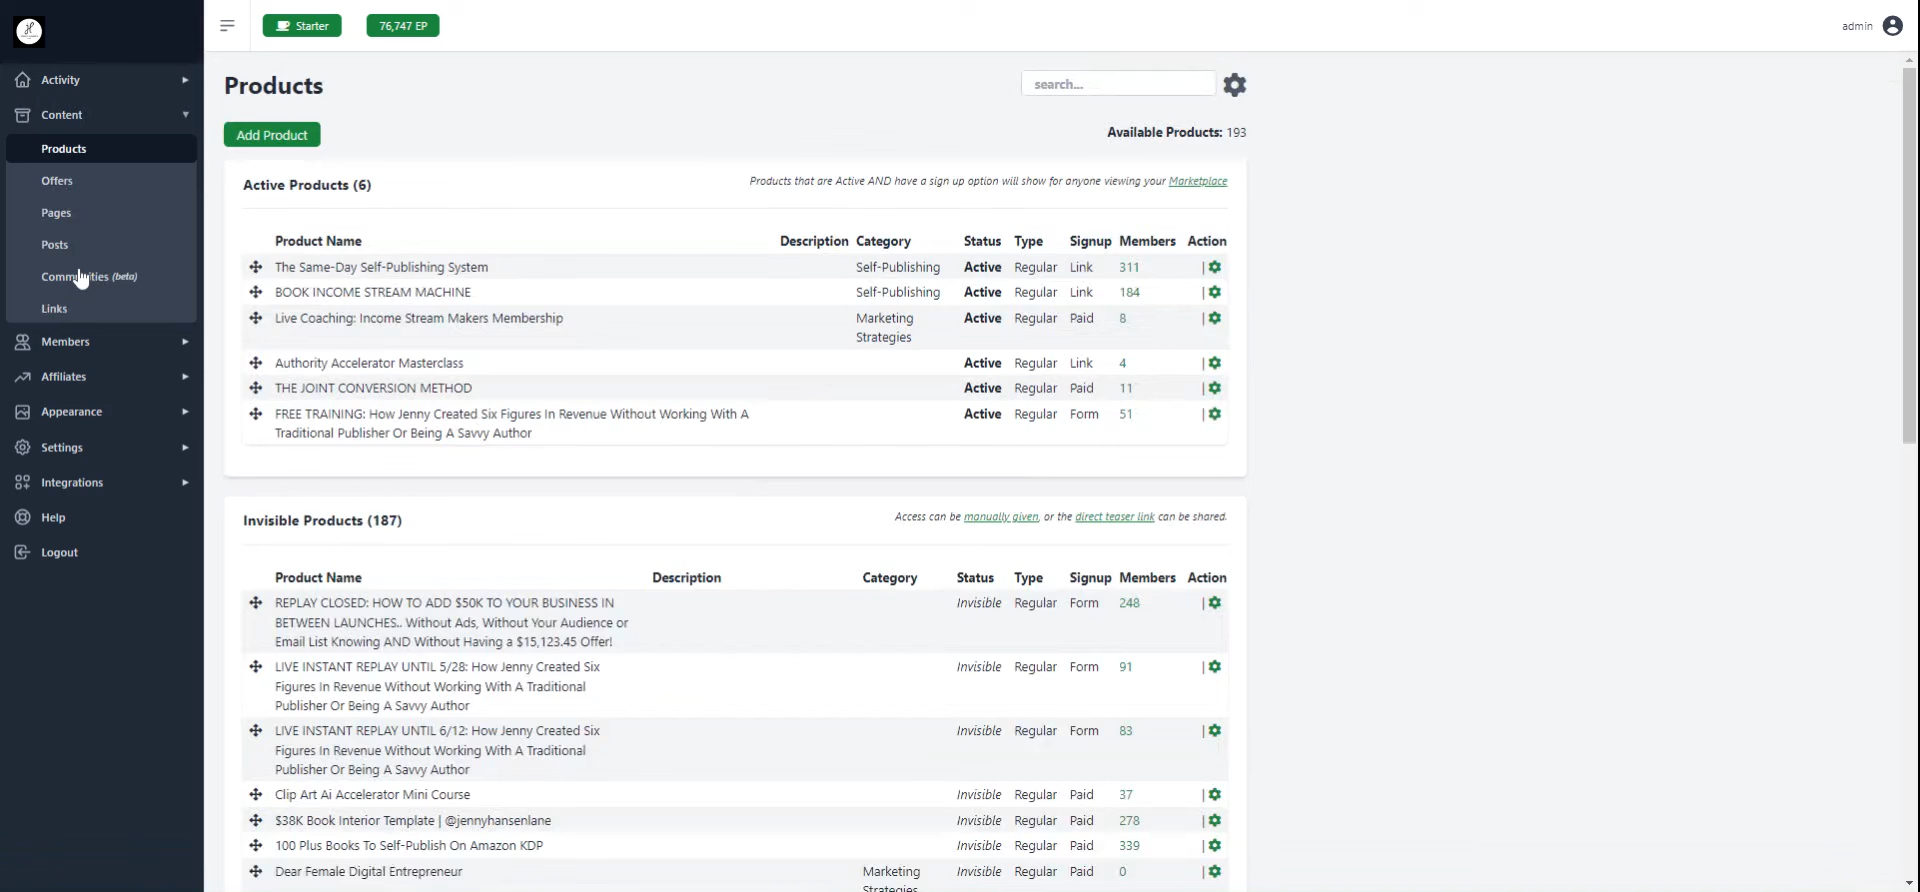 Starter
76,747 EP
admin
Activity
Content
Products
Offers
Pages
Posts
Communities (beta)
Links
Members
Affiliates
Appearance
Settings
Integrations
Help
Logout
Products
search...
Add Product
Available Products: 193
Active Products (6)
Products that are Active AND have a sign up option will show for anyone viewing your Marketplace
Product Name Description Category Status Type Signup Members Action
The Same-Day Self-Publishing System Self-Publishing Active Regular Link 311 |
BOOK INCOME STREAM MACHINE Self-Publishing Active Regular Link 184 |
Live Coaching: Income Stream Makers Membership Marketing Active Regular Paid 8 |
Strategies
Authority Accelerator Masterclass Active Regular Link 4 |
THE JOINT CONVERSION METHOD Active Regular Paid 11 |
FREE TRAINING: How Jenny Created Six Figures In Revenue Without Working With A Active Regular Form 51 |
Traditional Publisher Or Being A Savvy Author
Invisible Products (187)
Access can be manually given, or the direct teaser link can be shared.
Product Name Description Category Status Type Signup Members Action
REPLAY CLOSED: HOW TO ADD $50K TO YOUR BUSINESS IN Invisible Regular Form 248 |
BETWEEN LAUNCHES.. Without Ads, Without Your Audience or
Email List Knowing AND Without Having a $15,123.45 Offer!
LIVE INSTANT REPLAY UNTIL 5/28: How Jenny Created Six Invisible Regular Form 91 |
Figures In Revenue Without Working With A Traditional
Publisher Or Being A Savvy Author
LIVE INSTANT REPLAY UNTIL 6/12: How Jenny Created Six Invisible Regular Form 83 |
Figures In Revenue Without Working With A Traditional
Publisher Or Being A Savvy Author
Clip Art Ai Accelerator Mini Course Invisible Regular Paid 37 |
$38K Book Interior Template | @jennyhansenlane Invisible Regular Paid 278 |
100 Plus Books To Self-Publish On Amazon KDP Invisible Regular Paid 339 |
Dear Female Digital Entrepreneur Marketing Invisible Regular Paid 0 |
Strategies